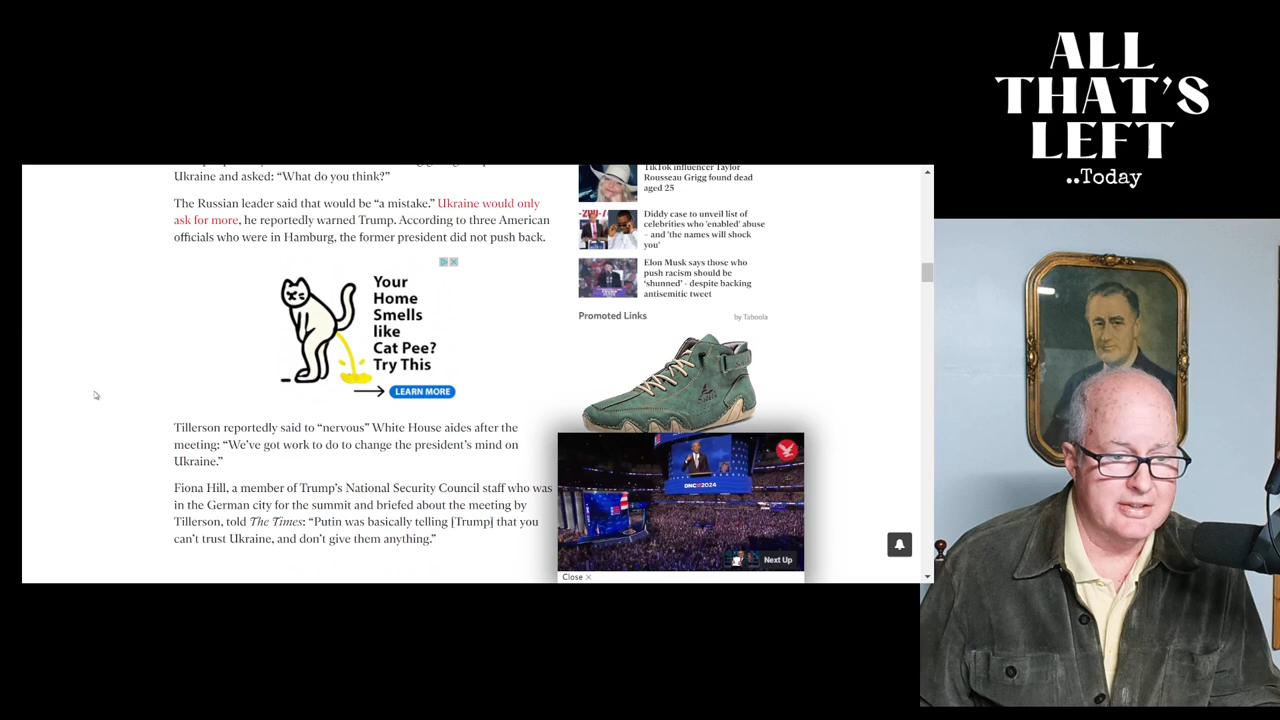 ALL
THAT'S
LEFT
..Today
Ukraine and asked: “What do you think?”
The Russian leader said that would be “a mistake.” Ukraine would only
ask for more, he reportedly warned Trump. According to three American
officials who were in Hamburg, the former president did not push back.
Your
Home
Smells
like
Cat Pee?
Try This
LEARN MORE
Tillerson reportedly said to “nervous” White House aides after the
meeting: “We’ve got work to do to change the president’s mind on
Ukraine.”
Fiona Hill, a member of Trump’s National Security Council staff who was
in the German city for the summit and briefed about the meeting by
Tillerson, told The Times: “Putin was basically telling [Trump] that you
can’t trust Ukraine, and don’t give them anything.”
TikTok influencer Taylor
Rousseau Grigg found dead
aged 25
Diddy case to unveil list of
celebrities who 'enabled' abuse
– and 'the names will shock
you'
Elon Musk says those who
push racism should be
‘shunned’ - despite backing
antisemitic tweet
Promoted Links
by Taboola
DNC 2024
Next Up
Close ×